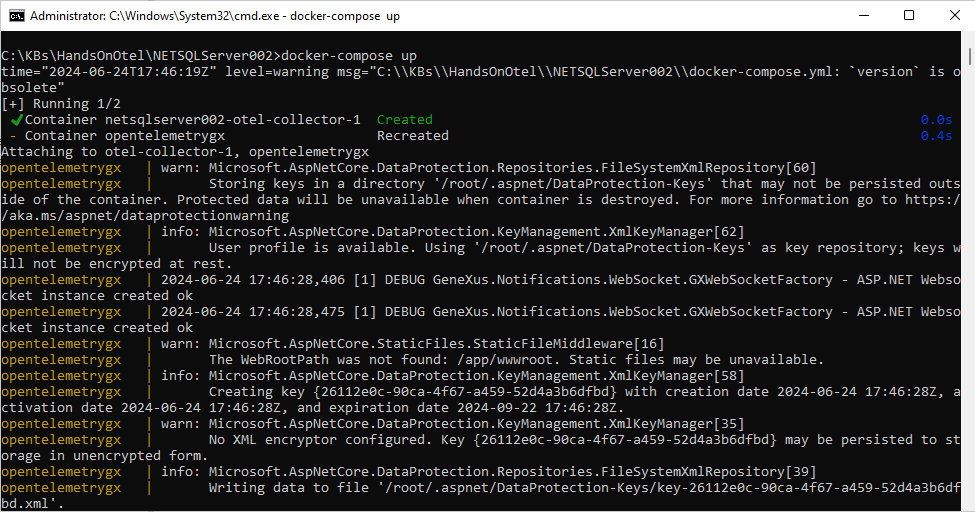 Administrator: C:\Windows\System32\cmd.exe - docker-compose up
C:\KBs\HandsOnOtel\NETSQLServer002>docker-compose up
time="2024-06-24T17:46:19Z" level=warning msg="C:\\KBs\\HandsOnOtel\\NETSQLServer002\\docker-compose.yml: `version` is o
bsolete"
[+] Running 1/2
✔Container netsqlserver002-otel-collector-1  Created 0.0s
- Container opentelemetrygx Recreated 0.4s
Attaching to otel-collector-1, opentelemetrygx
opentelemetrygx   | warn: Microsoft.AspNetCore.DataProtection.Repositories.FileSystemXmlRepository[60]
opentelemetrygx   |       Storing keys in a directory '/root/.aspnet/DataProtection-Keys' that may not be persisted outs
ide of the container. Protected data will be unavailable when container is destroyed. For more information go to https:/
/aka.ms/aspnet/dataprotectionwarning
opentelemetrygx   | info: Microsoft.AspNetCore.DataProtection.KeyManagement.XmlKeyManager[62]
opentelemetrygx   |       User profile is available. Using '/root/.aspnet/DataProtection-Keys' as key repository; keys w
ill not be encrypted at rest.
opentelemetrygx   | 2024-06-24 17:46:28,406 [1] DEBUG GeneXus.Notifications.WebSocket.GXWebSocketFactory - ASP.NET Webso
cket instance created ok
opentelemetrygx   | 2024-06-24 17:46:28,475 [1] DEBUG GeneXus.Notifications.WebSocket.GXWebSocketFactory - ASP.NET Webso
cket instance created ok
opentelemetrygx   | warn: Microsoft.AspNetCore.StaticFiles.StaticFileMiddleware[16]
opentelemetrygx   |       The WebRootPath was not found: /app/wwwroot. Static files may be unavailable.
opentelemetrygx   | info: Microsoft.AspNetCore.DataProtection.KeyManagement.XmlKeyManager[58]
opentelemetrygx   |       Creating key {26112e0c-90ca-4f67-a459-52d4a3b6dfbd} with creation date 2024-06-24 17:46:28Z, a
ctivation date 2024-06-24 17:46:28Z, and expiration date 2024-09-22 17:46:28Z.
opentelemetrygx   | warn: Microsoft.AspNetCore.DataProtection.KeyManagement.XmlKeyManager[35]
opentelemetrygx   |       No XML encryptor configured. Key {26112e0c-90ca-4f67-a459-52d4a3b6dfbd} may be persisted to st
orage in unencrypted form.
opentelemetrygx   | info: Microsoft.AspNetCore.DataProtection.Repositories.FileSystemXmlRepository[39]
opentelemetrygx   |       Writing data to file '/root/.aspnet/DataProtection-Keys/key-26112e0c-90ca-4f67-a459-52d4a3b6df
bd.xml'.